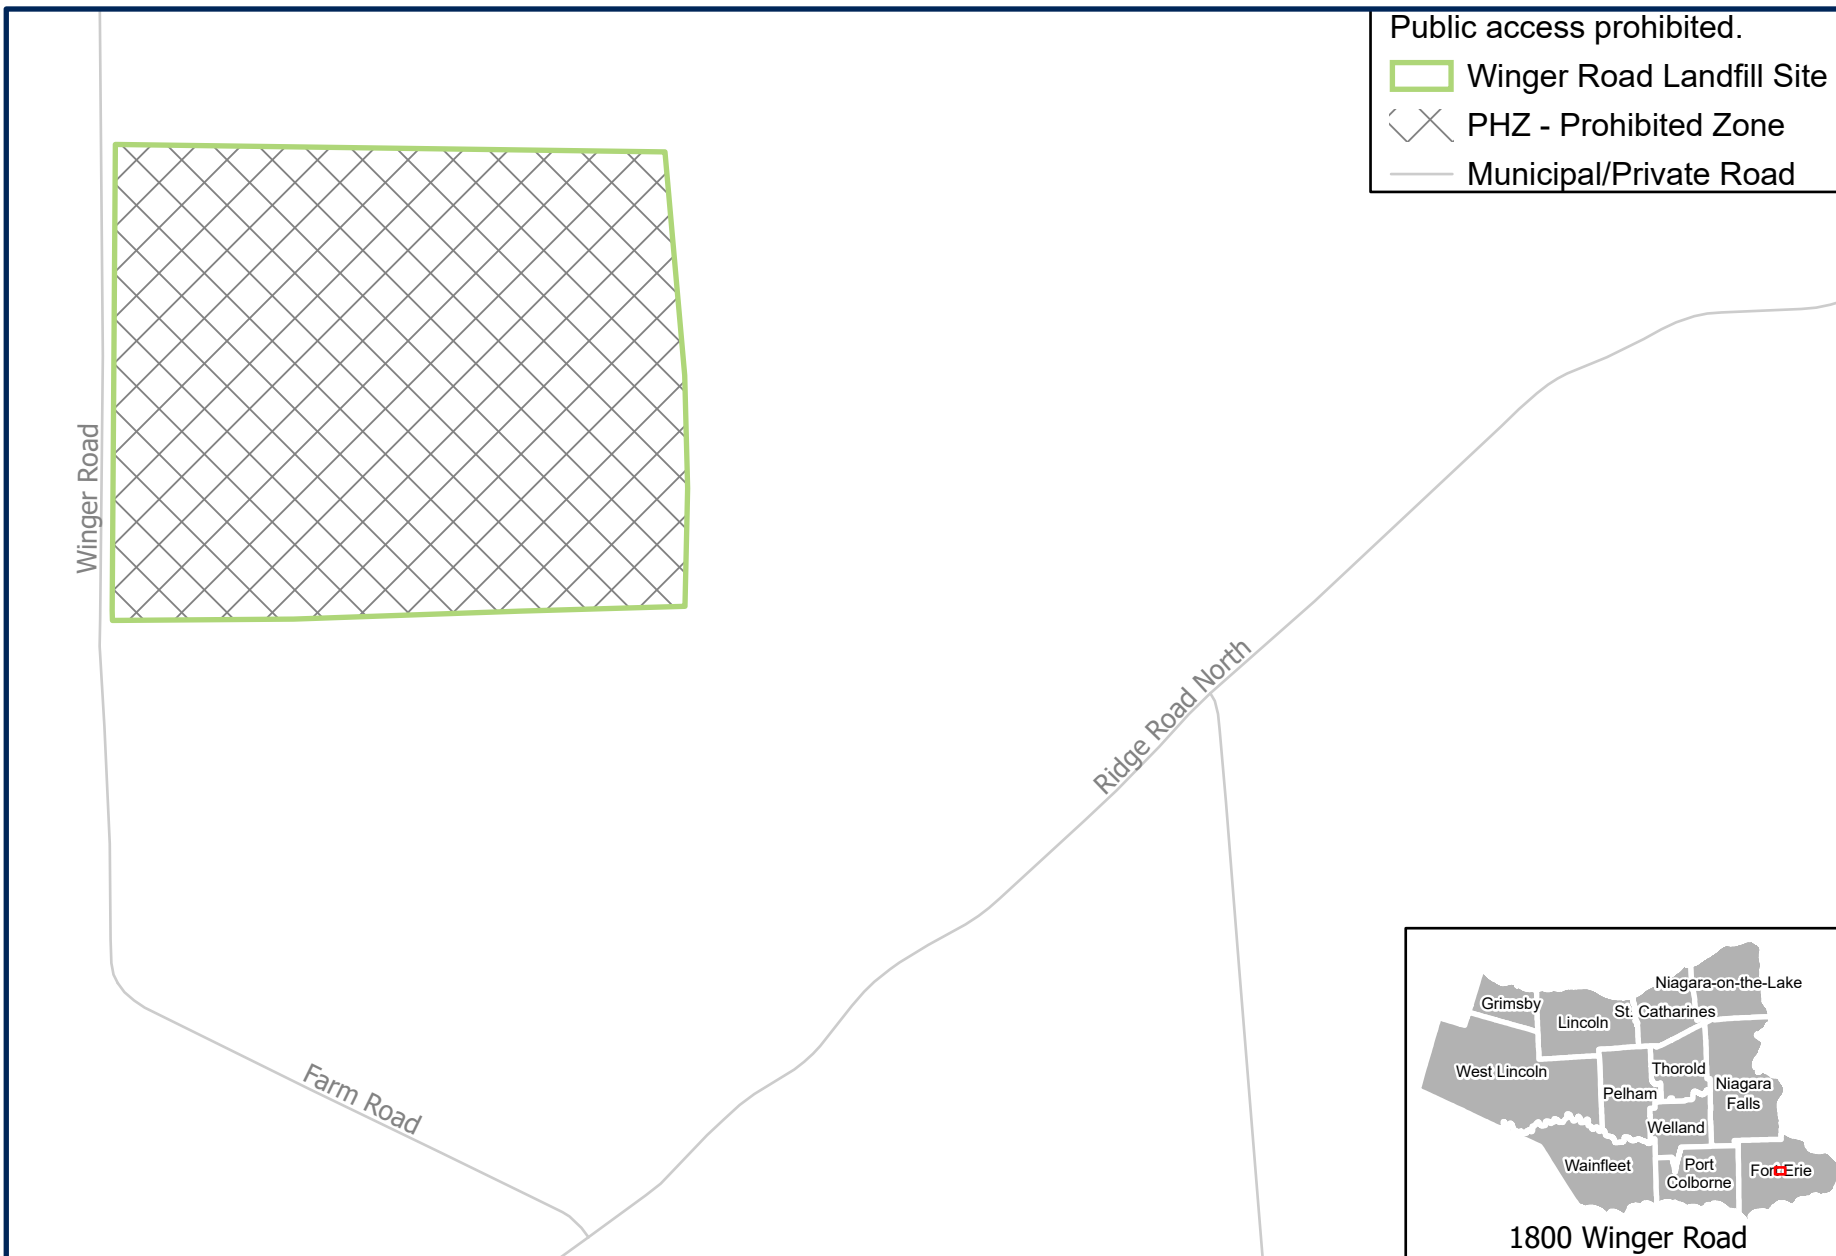 Public access prohibited.
Winger Road Landfill Site
PHZ - Prohibited Zone
Municipal/Private Road
Winger Road
Ridge Road North
Farm Road
Niagara-on-the-Lake
Grimsby
St. Catharines
Lincoln
West Lincoln
Thorold
Pelham
Niagara
Falls
Welland
Wainfleet
Port
Colborne
Fort Erie
1800 Winger Road